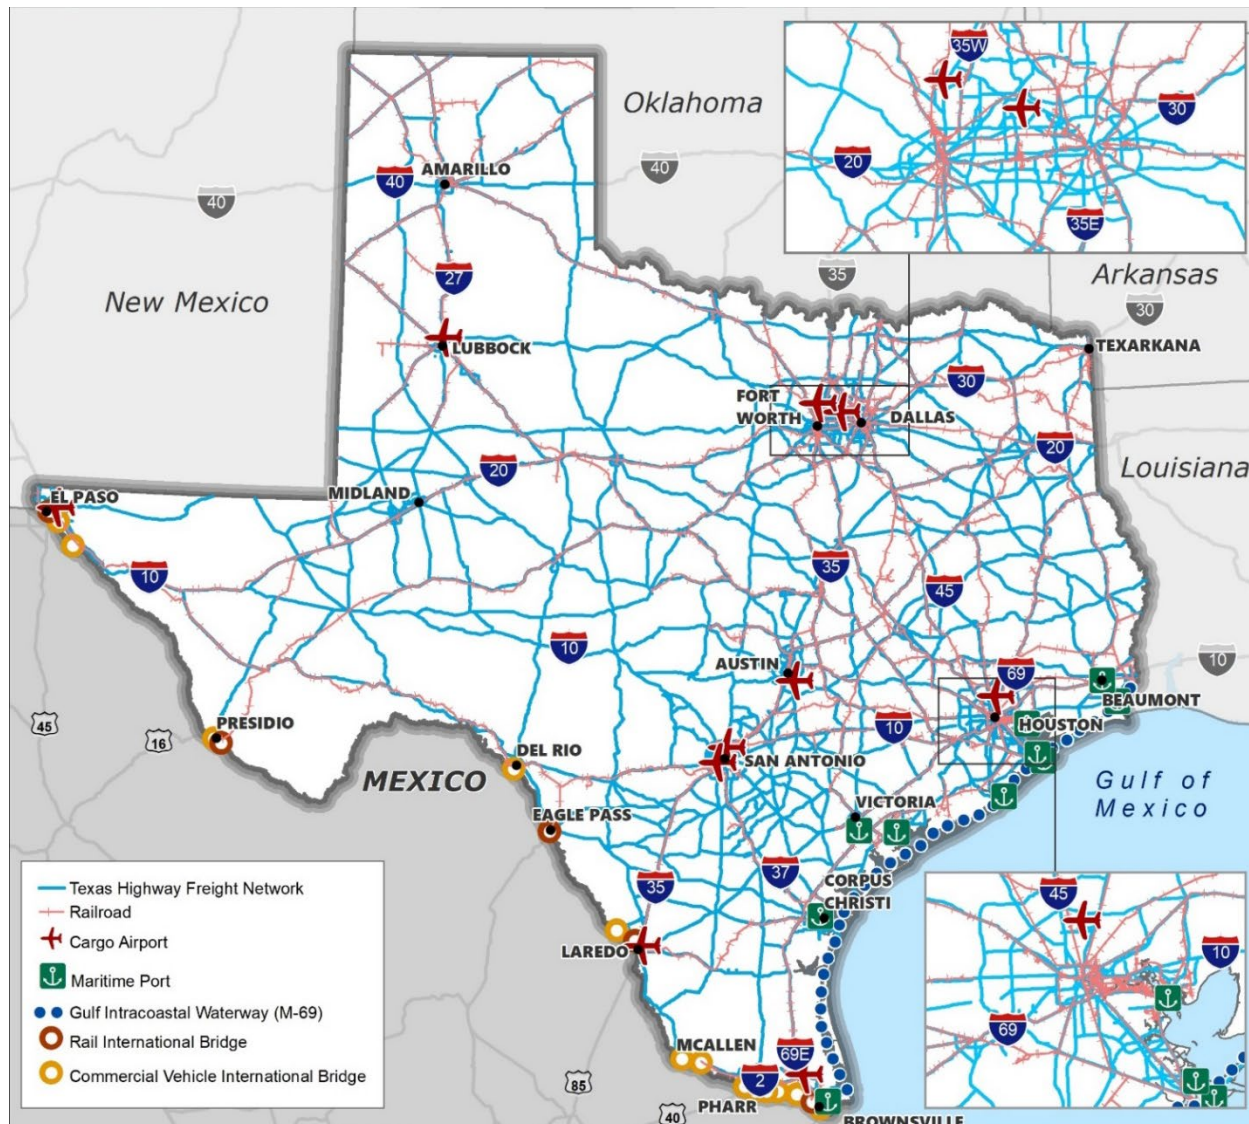 35W
30
20
35E
Oklahoma
40
40
AMARILLO
40
New Mexico
27
35
Arkansas
30
LUBBOCK
TEXARKANA
30
FORT
WORTH
DALLAS
20
Louisiana
20
MIDLAND
EL PASO
10
35
45
10
AUSTIN
69
10
BEAUMONT
HOUSTON
10
45
16
PRESIDIO
DEL RIO
MEXICO
SAN ANTONIO
Gulf of
Mexico
VICTORIA
EAGLE PASS
37
35
CORPUS
CHRISTI
LAREDO
MCALLEN
69E
2
PHARR
BROWNSVILLE
85
40
45
10
69
Texas Highway Freight Network
Railroad
Cargo Airport
Maritime Port
Gulf Intracoastal Waterway (M-69)
Rail International Bridge
Commercial Vehicle International Bridge